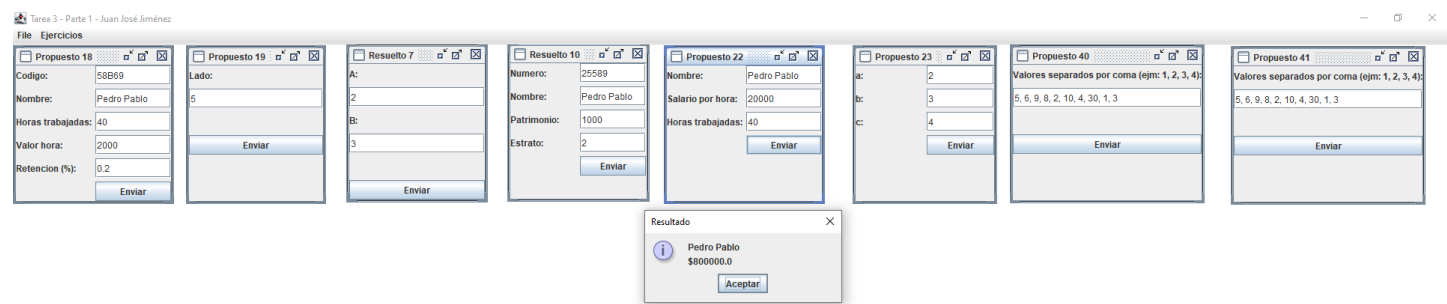 Tarea 3 - Parte 1 - Juan José Jiménez
File Ejercicios
Propuesto 18
Codigo: 58B69
Nombre: Pedro Pablo
Horas trabajadas: 40
Valor hora: 2000
Retencion (%): 0.2
Enviar
Propuesto 19
Lado:
5
Enviar
Resuelto 7
A:
2
B:
3
Enviar
Resuelto 10
Numero: 25589
Nombre: Pedro Pablo
Patrimonio: 1000
Estrato: 2
Enviar
Propuesto 22
Nombre: Pedro Pablo
Salario por hora: 20000
Horas trabajadas: 40
Enviar
Propuesto 23
a: 2
b: 3
c: 4
Enviar
Propuesto 40
Valores separados por coma (ejm: 1, 2, 3, 4):
5, 6, 9, 8, 2, 10, 4, 30, 1, 3
Enviar
Propuesto 41
Valores separados por coma (ejm: 1, 2, 3, 4):
5, 6, 9, 8, 2, 10, 4, 30, 1, 3
Enviar
Resultado
Pedro Pablo
$800000.0
Aceptar